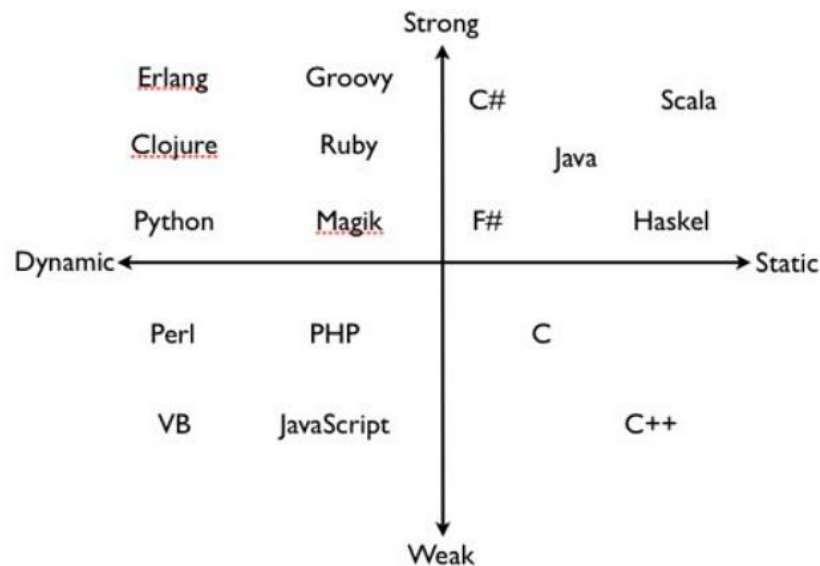 Strong
Erlang Groovy
C# Scala
Clojure Ruby
Java
Python Magik F# Haskel
Dynamic Static
Perl PHP C
VB JavaScript C++
Weak